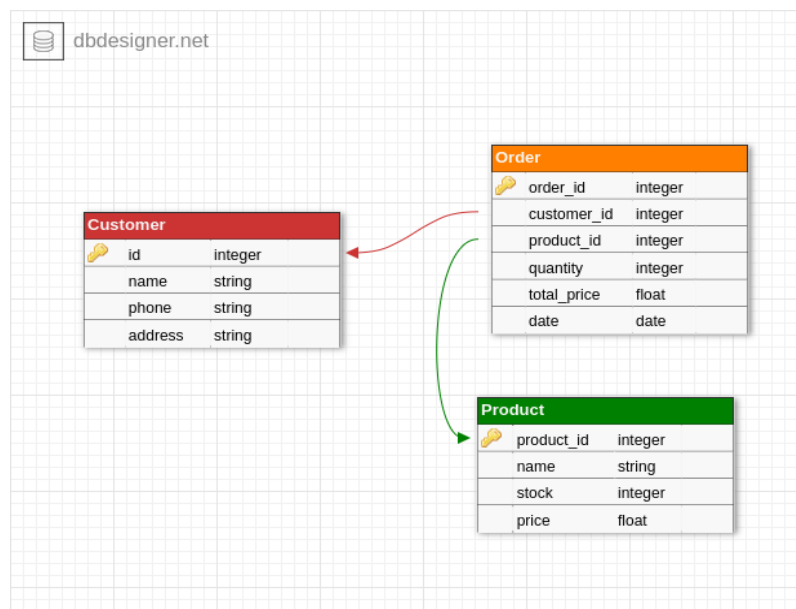 dbdesigner.net
Customer
id integer
name string
phone string
address string
Order
order_id integer
customer_id integer
product_id integer
quantity integer
total_price float
date date
Product
product_id integer
name string
stock integer
price float